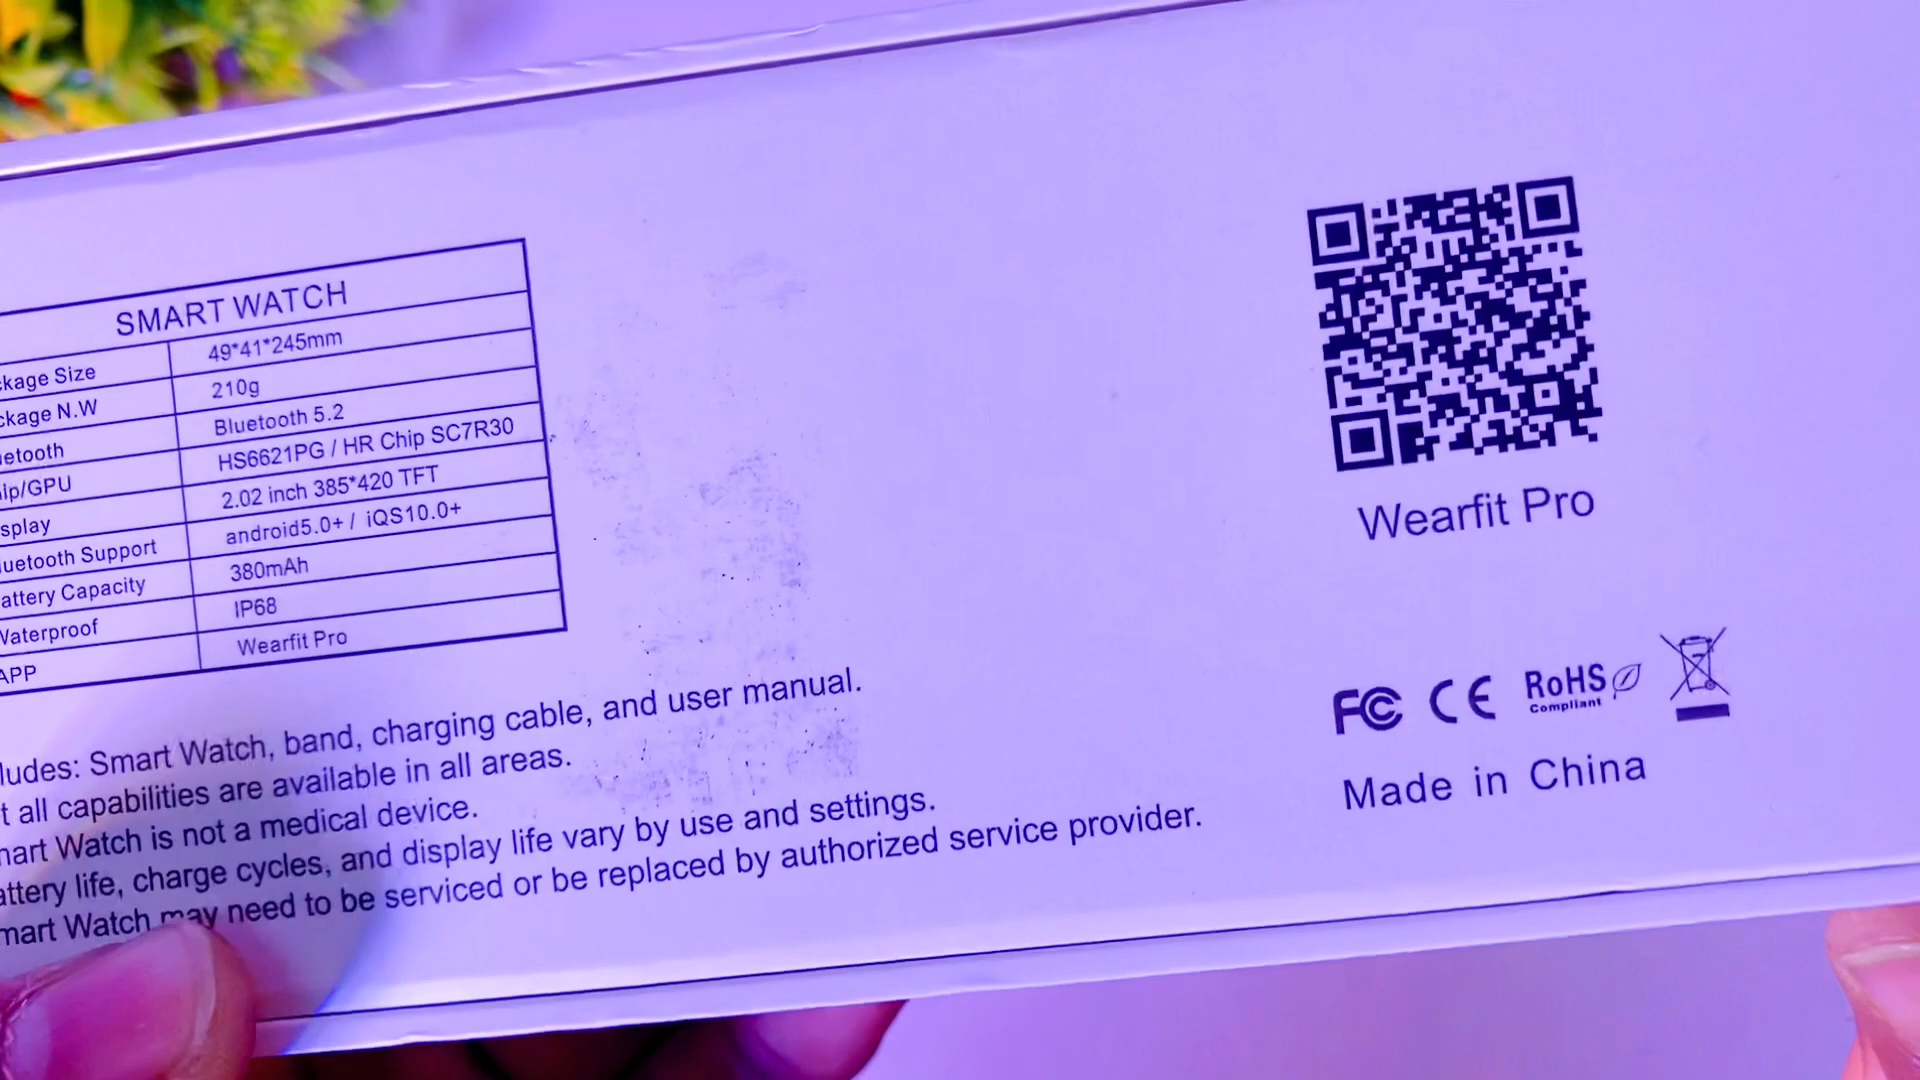 SMART WATCH
ckage Size 49*41*245mm
ckage N.W 210g
uetooth Bluetooth 5.2
ip/GPU HS6621PG / HR Chip SC7R30
splay 2.02 inch 385*420 TFT
uetooth Support android5.0+ / iQS10.0+
attery Capacity 380mAh
Waterproof IP68
APP Wearfit Pro
ludes: Smart Watch, band, charging cable, and user manual.
t all capabilities are available in all areas.
mart Watch is not a medical device.
attery life, charge cycles, and display life vary by use and settings.
mart Watch may need to be serviced or be replaced by authorized service provider.
Wearfit Pro
FC CE RoHS
Compliant
Made in China